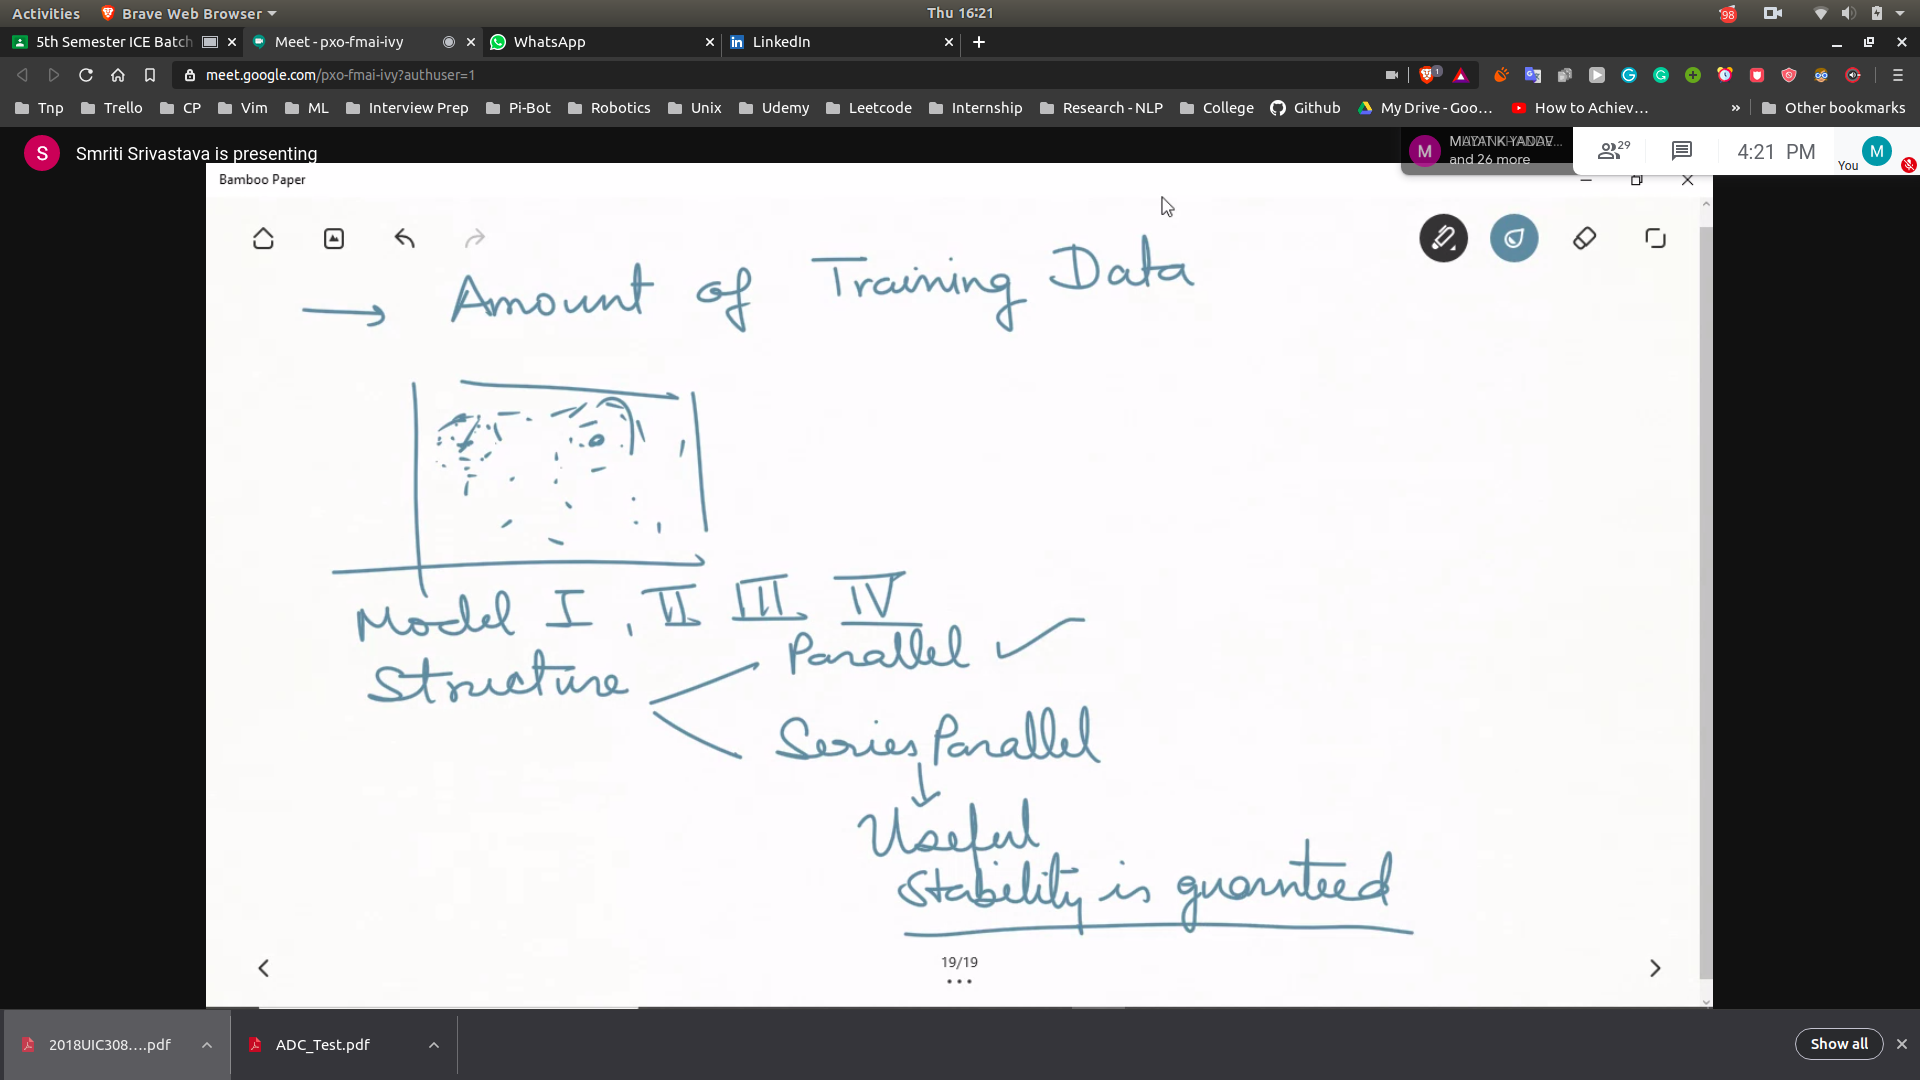 Activities Brave Web Browser Thu 16:21 98
5th Semester ICE Batch Meet - pxo-fmai-ivy WhatsApp LinkedIn
meet.google.com/pxo-fmai-ivy?authuser=1 1
Tnp Trello CP Vim ML Interview Prep Pi-Bot Robotics Unix Udemy Leetcode Internship Research - NLP College Github My Drive - Goo... How to Achiev... » Other bookmarks
S Smriti Srivastava is presenting
M and 26 more 29 4:21 PM You M
Bamboo Paper
→ Amount of Training Data
Model I, II III IV
Structure Parallel ✓
Series Parallel
Useful
Stability is guarnteed
19/19
2018UIC308....pdf ADC_Test.pdf Show all